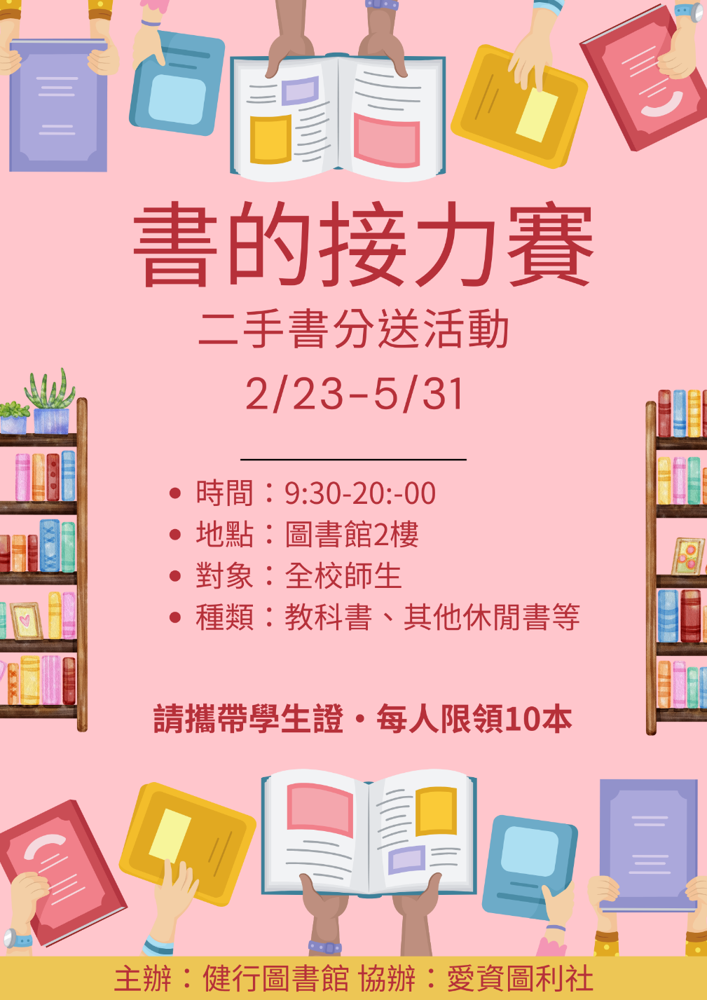 書的接力賽
二手書分送活動
2/23-5/31
時間：9:30-20:-00
地點：圖書館2樓
對象：全校師生
種類：教科書、其他休閒書等
請攜帶學生證·每人限領10本
主辦：健行圖書館 協辦：愛資圖利社